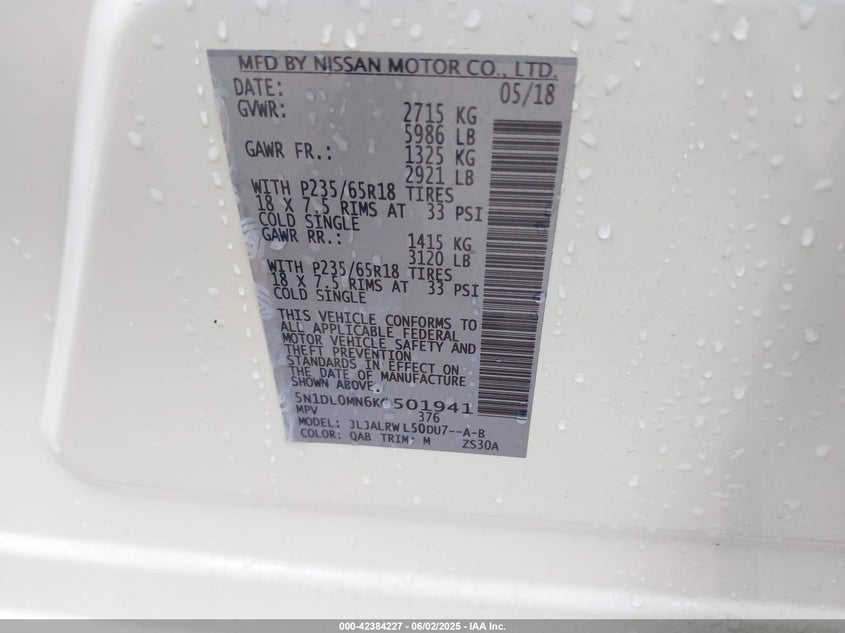 MFD BY NISSAN MOTOR CO., LTD.
DATE: 05/18
GVWR: 2715 KG
5986 LB
GAWR FR.: 1325 KG
2921 LB
WITH P235/65R18 TIRES
18 X 7.5 RIMS AT 33 PSI
COLD SINGLE
GAWR RR.: 1415 KG
3120 LB
WITH P235/65R18 TIRES
18 X 7.5 RIMS AT 33 PSI
COLD SINGLE
THIS VEHICLE CONFORMS TO
ALL APPLICABLE FEDERAL
MOTOR VEHICLE SAFETY AND
THEFT PREVENTION
STANDARDS IN EFFECT ON
THE DATE OF MANUFACTURE
SHOWN ABOVE.
5N1DL0MN6KC501941
MPV 376
MODEL: JLJALRWL50DU7--A-B
COLOR: QAB TRIM: M ZS30A
000-42384227 - 06/02/2025 - IAA Inc.